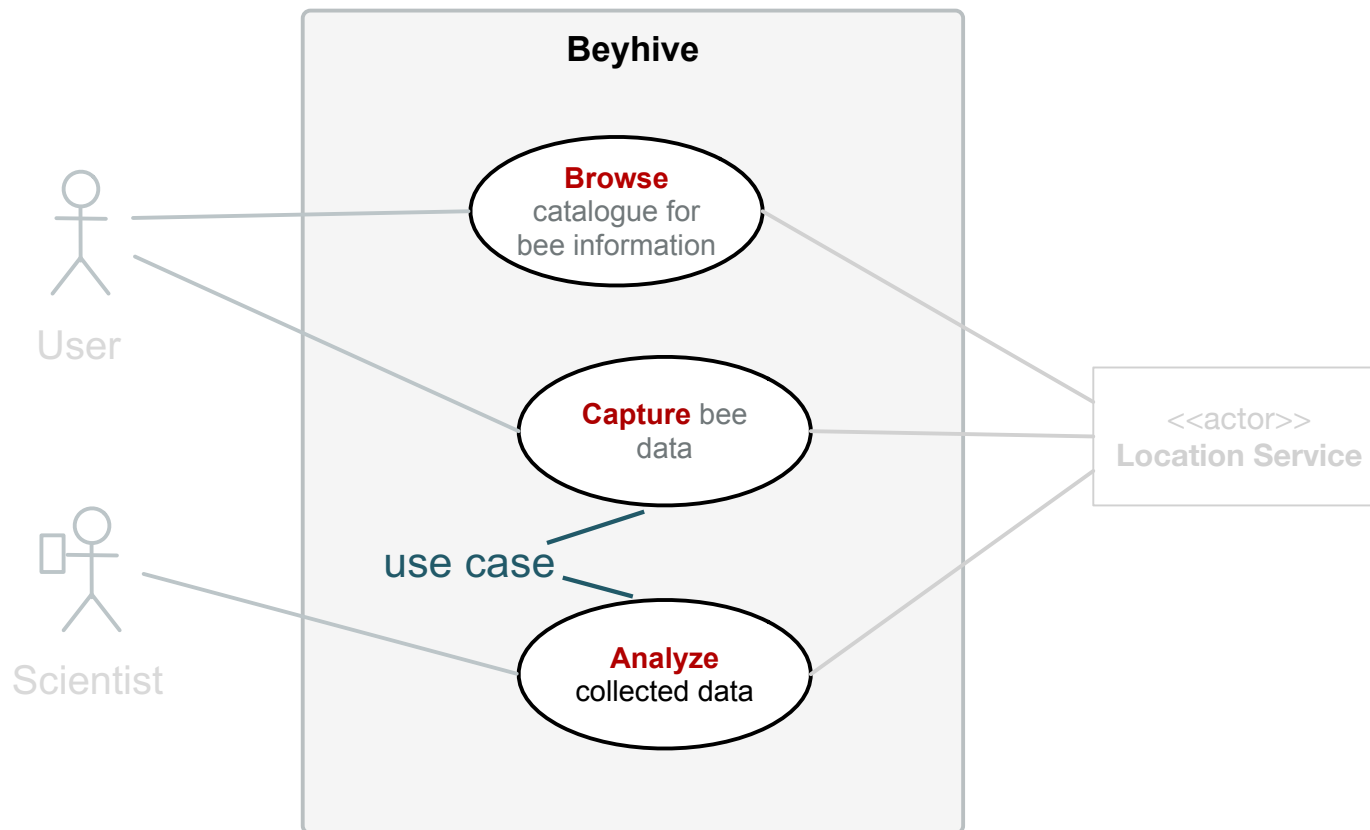 Beyhive
Browse
catalogue for
bee information
User
Capture bee
data
<<actor>>
Location Service
use case
Scientist
Analyze
collected data